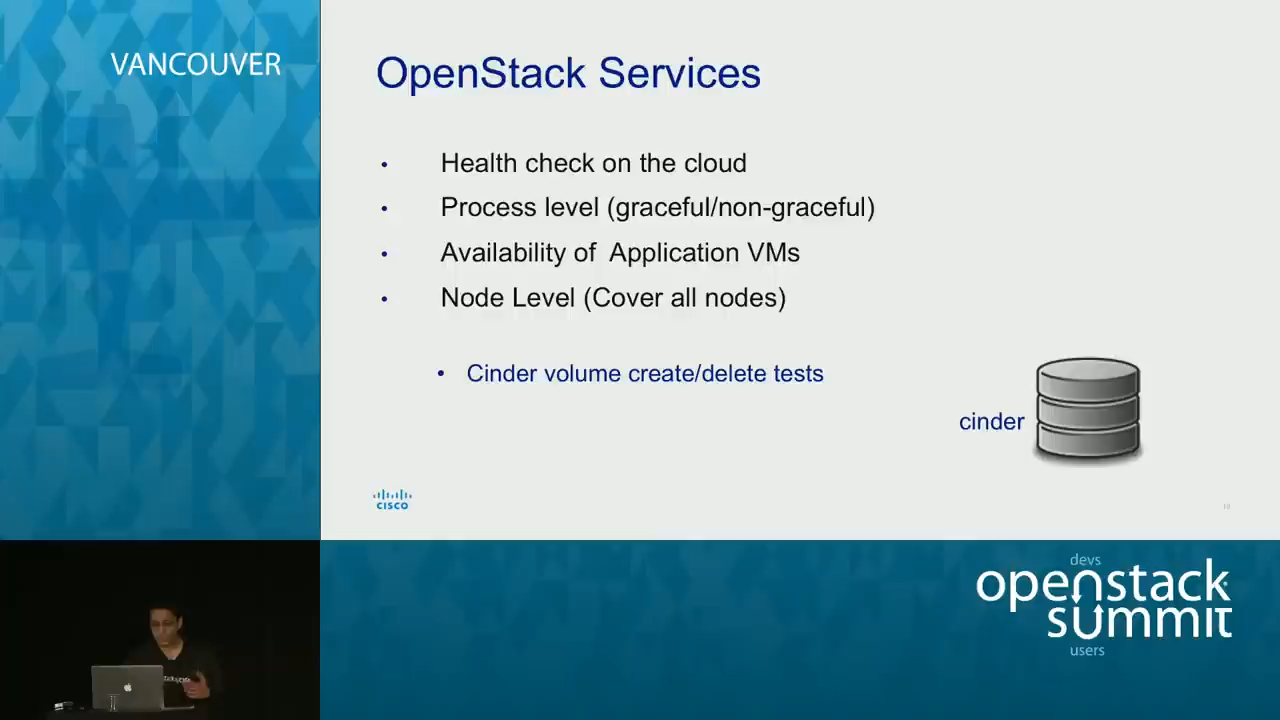 VANCOUVER
OpenStack Services
• Health check on the cloud
• Process level (graceful/non-graceful)
• Availability of  Application VMs
• Node Level (Cover all nodes)
• Cinder volume create/delete tests
cinder
CISCO
devs
openstack
summit
users